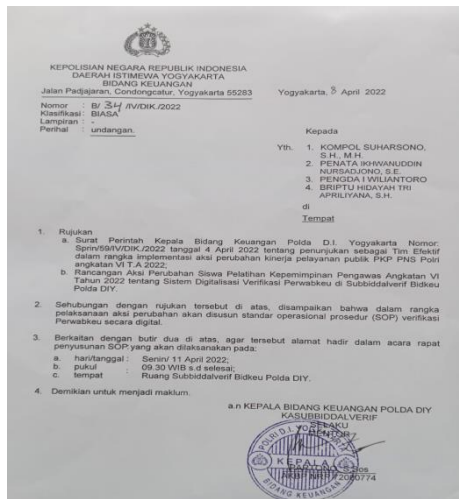 KEPOLISIAN NEGARA REPUBLIK INDONESIA
DAERAH ISTIMEWA YOGYAKARTA
BIDANG KEUANGAN
Jalan Padjajaran, Condongcatur, Yogyakarta 55283
Yogyakarta, 8 April 2022
Nomor : B/ 34 /IV/DIK./2022
Klasifikasi : BIASA
Lampiran : -
Perihal : undangan.
Kepada
Yth. 1. KOMPOL SUHARSONO,
S.H., M.H.
2. PENATA IKHWANUDDIN
NURSADJONO, S.E.
3. PENGDA I WILIANTORO
4. BRIPTU HIDAYAH TRI
APRILIYANA, S.H.
di
Tempat
1. Rujukan
a. Surat Perintah Kepala Bidang Keuangan Polda D.I. Yogyakarta Nomor:
Sprin/59/IV/DIK./2022 tanggal 4 April 2022 tentang penunjukan sebagai Tim Efektif
dalam rangka implementasi aksi perubahan kinerja pelayanan publik PKP PNS Polri
angkatan VI T.A 2022;
b. Rancangan Aksi Perubahan Siswa Pelatihan Kepemimpinan Pengawas Angkatan VI
Tahun 2022 tentang Sistem Digitalisasi Verifikasi Perwabkeu di Subbiddalverif Bidkeu
Polda DIY.
2. Sehubungan dengan rujukan tersebut di atas, disampaikan bahwa dalam rangka
pelaksanaan aksi perubahan akan disusun standar operasional prosedur (SOP) verifikasi
Perwabkeu secara digital.
3. Berkaitan dengan butir dua di atas, agar tersebut alamat hadir dalam acara rapat
penyusunan SOP yang akan dilaksanakan pada:
a. hari/tanggal : Senin/ 11 April 2022;
b. pukul : 09.30 WIB s.d selesai;
c. tempat : Ruang Subbiddalverif Bidkeu Polda DIY.
4. Demikian untuk menjadi maklum.
a.n KEPALA BIDANG KEUANGAN POLDA DIY
KASUBBIDDALVERIF
SELAKU
MENTOR
POLRI D.I. YOGYAKARTA
KEPALA
BIDANG KEUANGAN